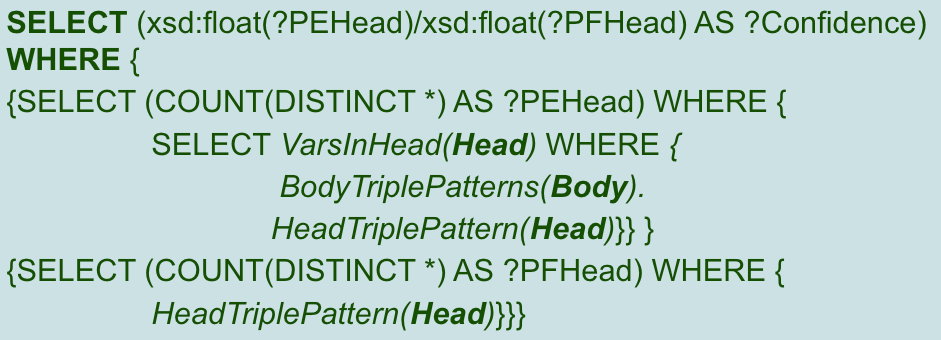 SELECT (xsd:float(?PEHead)/xsd:float(?PFHead) AS ?Confidence)
WHERE {
{SELECT (COUNT(DISTINCT *) AS ?PEHead) WHERE {
SELECT VarsInHead(Head) WHERE {
BodyTriplePatterns(Body).
HeadTriplePattern(Head)}} }
{SELECT (COUNT(DISTINCT *) AS ?PFHead) WHERE {
HeadTriplePattern(Head)}}}